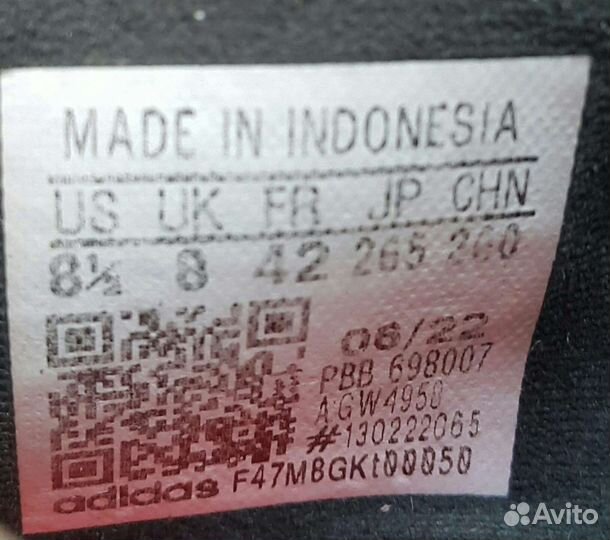 MADE IN INDONESIA
US UK FR JP CHN
8½ 8 42 265 260
06/22
PBB 698007
A:GW4950
#130222065
adidas F47M8GKt00050
Avito